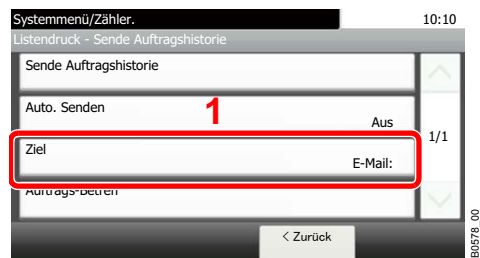 Systemmenü/Zähler.
10:10
Listendruck - Sende Auftragshistorie
Sende Auftragshistorie
Auto. Senden
1
Aus
1/1
Ziel
E-Mail:
Auftrags-Betreff
< Zurück
B0578_00